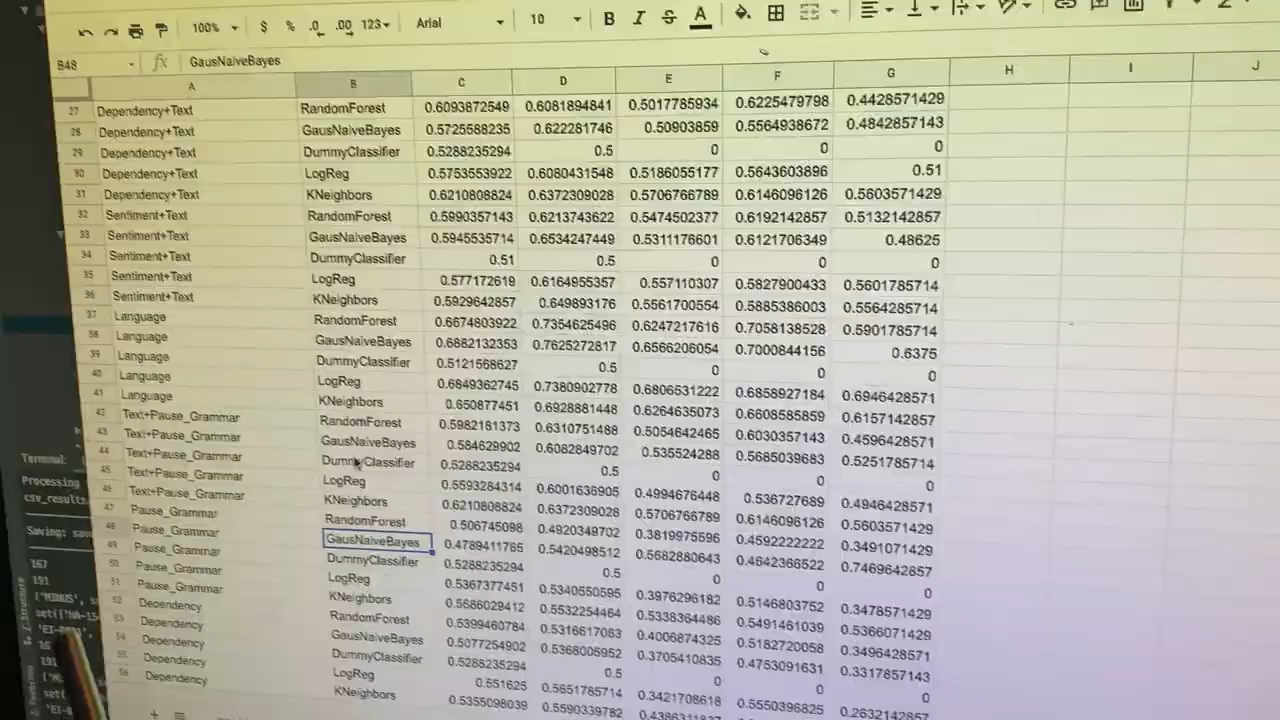 100% $ % .0 .00 123 Arial 10 B I S A
B48 fx GausNaiveBayes
A B C D E F G H I J
27 Dependency+Text RandomForest 0.6093872549 0.6081894841 0.5017785934 0.6225479798 0.4428571429
28 Dependency+Text GausNaiveBayes 0.5725588235 0.622281746 0.50903859 0.5564938672 0.4842857143
29 Dependency+Text DummyClassifier 0.5288235294 0.5 0 0 0
30 Dependency+Text LogReg 0.5753553922 0.6080431548 0.5186055177 0.5643603896 0.51
31 Dependency+Text KNeighbors 0.6210808824 0.6372309028 0.5706766789 0.6146096126 0.5603571429
32 Sentiment+Text RandomForest 0.5990357143 0.6213743622 0.5474502377 0.6192142857 0.5132142857
33 Sentiment+Text GausNaiveBayes 0.5945535714 0.6534247449 0.5311176601 0.6121706349 0.48625
34 Sentiment+Text DummyClassifier 0.51 0.5 0 0 0
35 Sentiment+Text LogReg 0.577172619 0.6164955357 0.557110307 0.5827900433 0.5601785714
36 Sentiment+Text KNeighbors 0.5929642857 0.649893176 0.5561700554 0.5885386003 0.5564285714
37 Language RandomForest 0.6674803922 0.7354625496 0.6247217616 0.7058138528 0.5901785714
38 Language GausNaiveBayes 0.6882132353 0.7625272817 0.6566206054 0.7000844156 0.6375
39 Language DummyClassifier 0.5121568627 0.5 0 0 0
40 Language LogReg 0.6849362745 0.7380902778 0.6806531222 0.6858927184 0.6946428571
41 Language KNeighbors 0.650877451 0.6928881448 0.6264635073 0.6608585859 0.6157142857
42 Text+Pause_Grammar RandomForest 0.5982181373 0.6310751488 0.5054642465 0.6030357143 0.4596428571
43 Text+Pause_Grammar GausNaiveBayes 0.584629902 0.6082849702 0.535524288 0.5685039683 0.5251785714
44 Text+Pause_Grammar DummyClassifier 0.5288235294 0.5 0 0 0
45 Text+Pause_Grammar LogReg 0.5593284314 0.6001636905 0.4994676448 0.536727689 0.494642857
46 Text+Pause_Grammar KNeighbors 0.6210808824 0.6372309028 0.5706766789 0.6146096126 0.5603571429
47 Pause_Grammar RandomForest 0.506745098 0.4920349702 0.3819975596 0.4592222222 0.3491071429
48 Pause_Grammar GausNaiveBayes 0.4789411765 0.5420498512 0.5682880643 0.4642366522 0.7469642857
49 Pause_Grammar DummyClassifier 0.5288235294 0.5 0 0 0
50 Pause_Grammar LogReg 0.5367377451 0.5340550595 0.3976296182 0.5146803752 0.3478571429
51 Pause_Grammar KNeighbors 0.5686029412 0.5532254464 0.5338364486 0.5491461039 0.5366071429
52 Dependency RandomForest 0.5399460784 0.5316617063 0.4006874325 0.5182720058 0.3496428571
53 Dependency GausNaiveBayes 0.5077254902 0.5368005952 0.3705410835 0.4753091631 0.3317857143
54 Dependency DummyClassifier 0.5288235294 0.5 0 0 0
55 Dependency LogReg 0.551625 0.5651785714 0.3421708618 0.5550396825 0.2632142857
56 Dependency KNeighbors 0.5355098039 0.5590339782
Terminal:
Processing
csv_results
Saving:
167
191